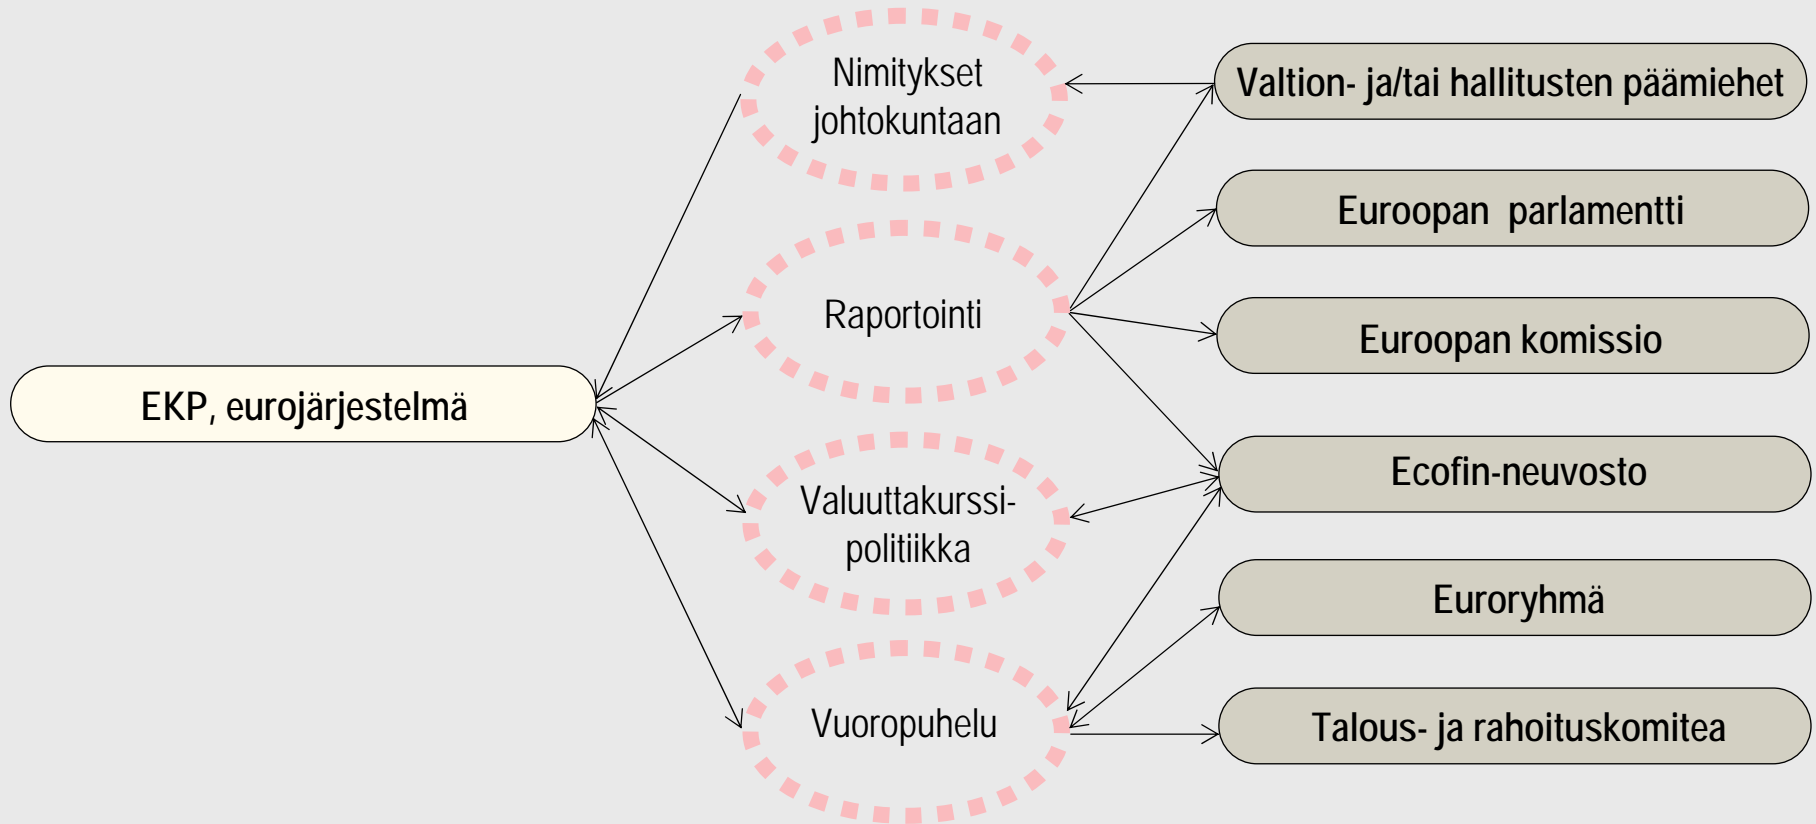 EKP, eurojärjestelmä
Nimitykset
johtokuntaan
Raportointi
Valuuttakurssi-
politiikka
Vuoropuhelu
Valtion- ja/tai hallitusten päämiehet
Euroopan parlamentti
Euroopan komissio
Ecofin-neuvosto
Euroryhmä
Talous- ja rahoituskomitea